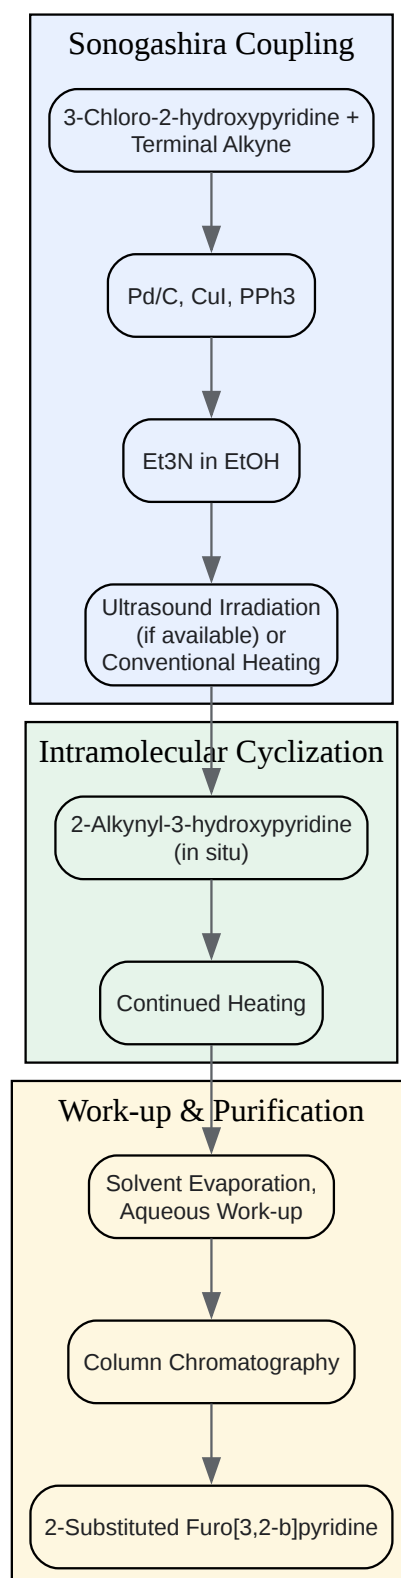 Sonogashira Coupling
3-Chloro-2-hydroxypyridine +
Terminal Alkyne
Pd/C, CuI, PPh3
Et3N in EtOH
Ultrasound Irradiation
(if available) or
Conventional Heating
Intramolecular Cyclization
2-Alkynyl-3-hydroxypyridine
(in situ)
Continued Heating
Work-up & Purification
Solvent Evaporation,
Aqueous Work-up
Column Chromatography
2-Substituted Furo[3,2-b]pyridine